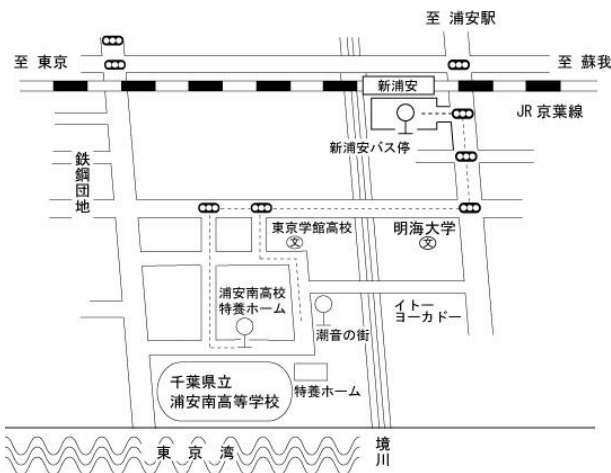 至 浦安駅
至 東京
至 蘇我
新浦安
JR京葉線
新浦安バス停
鉄鋼団地
東京学館高校
文
明海大学
文
浦安南高校
特養ホーム
イトー
ヨーカドー
潮音の街
千葉県立
浦安南高等学校
特養ホーム
東京湾
境川